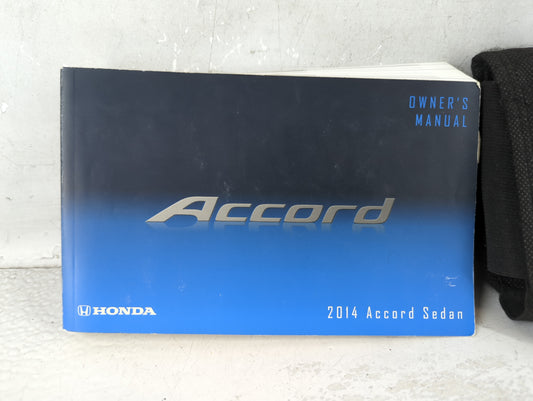 OWNER'S
MANUAL
Accord
HONDA
2014 Accord Sedan